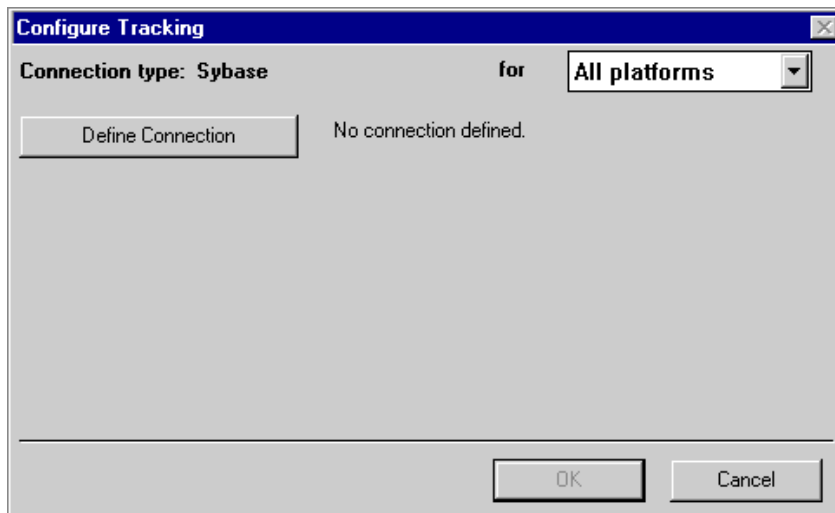 Configure Tracking
Connection type: Sybase for All platforms
Define Connection No connection defined.
OK Cancel